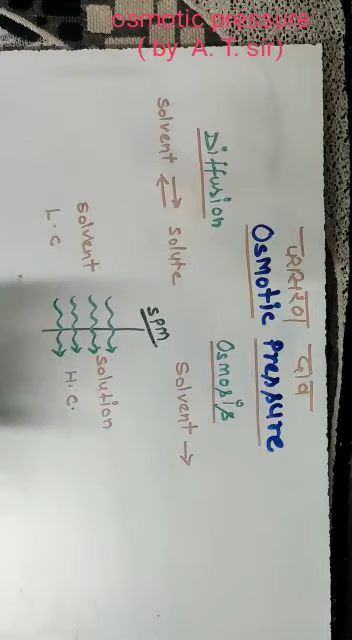 osmotic pressure
( by A. T. sir)
परासरण दाब
Osmotic Pressure
Diffusion
Osmosis
solvent ⇌ solute
solvent →
SPM
solvent
solution
L.C
H.C.